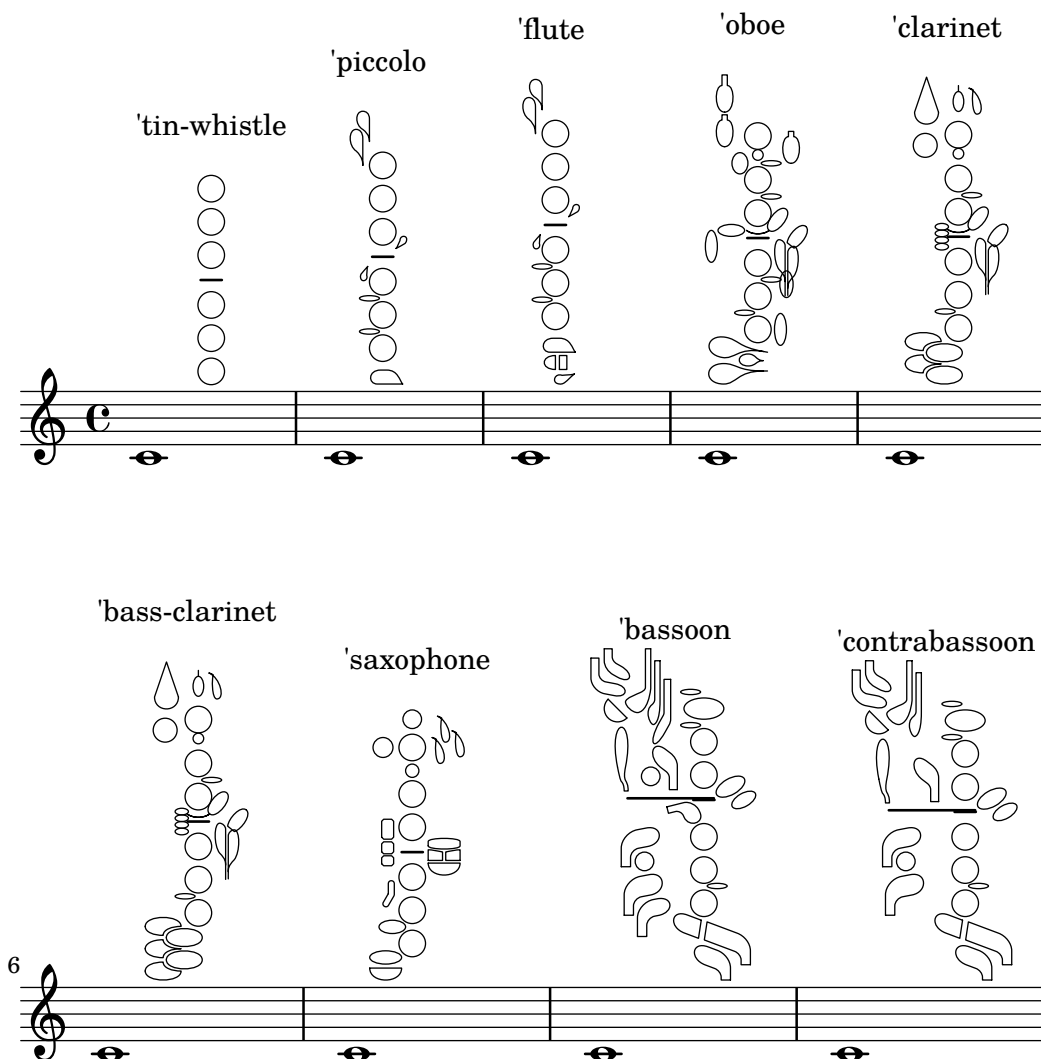 'tin-whistle
'piccolo
'flute
'oboe
'clarinet
'bass-clarinet
'saxophone
'bassoon
'contrabassoon
6